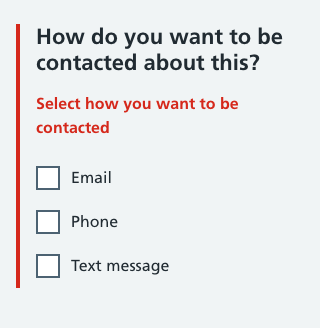 How do you want to be
contacted about this?
Select how you want to be
contacted
Email
Phone
Text message